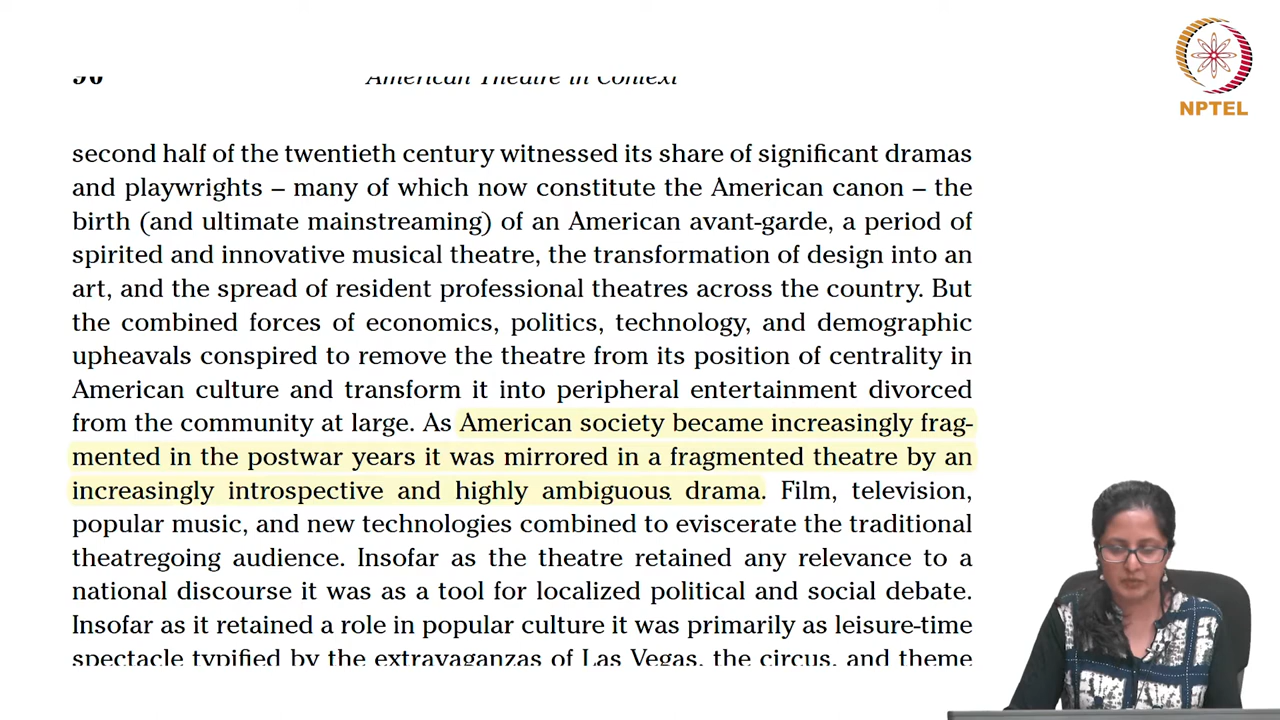 90 American Theatre in Context
NPTEL
second half of the twentieth century witnessed its share of significant dramas
and playwrights – many of which now constitute the American canon – the
birth (and ultimate mainstreaming) of an American avant-garde, a period of
spirited and innovative musical theatre, the transformation of design into an
art, and the spread of resident professional theatres across the country. But
the combined forces of economics, politics, technology, and demographic
upheavals conspired to remove the theatre from its position of centrality in
American culture and transform it into peripheral entertainment divorced
from the community at large. As American society became increasingly frag-
mented in the postwar years it was mirrored in a fragmented theatre by an
increasingly introspective and highly ambiguous drama. Film, television,
popular music, and new technologies combined to eviscerate the traditional
theatregoing audience. Insofar as the theatre retained any relevance to a
national discourse it was as a tool for localized political and social debate.
Insofar as it retained a role in popular culture it was primarily as leisure-time
spectacle typified by the extravaganzas of Las Vegas, the circus, and theme